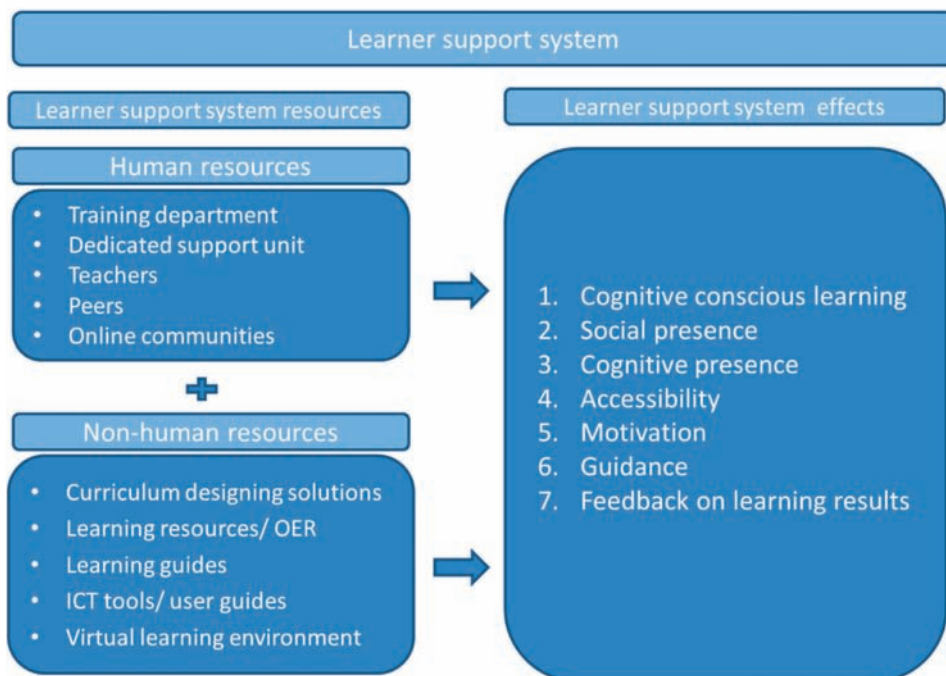 Learner support system
Learner support system resources
Human resources
• Training department
• Dedicated support unit
• Teachers
• Peers
• Online communities
Non-human resources
• Curriculum designing solutions
• Learning resources/ OER
• Learning guides
• ICT tools/ user guides
• Virtual learning environment
Learner support system effects
1. Cognitive conscious learning
2. Social presence
3. Cognitive presence
4. Accessibility
5. Motivation
6. Guidance
7. Feedback on learning results